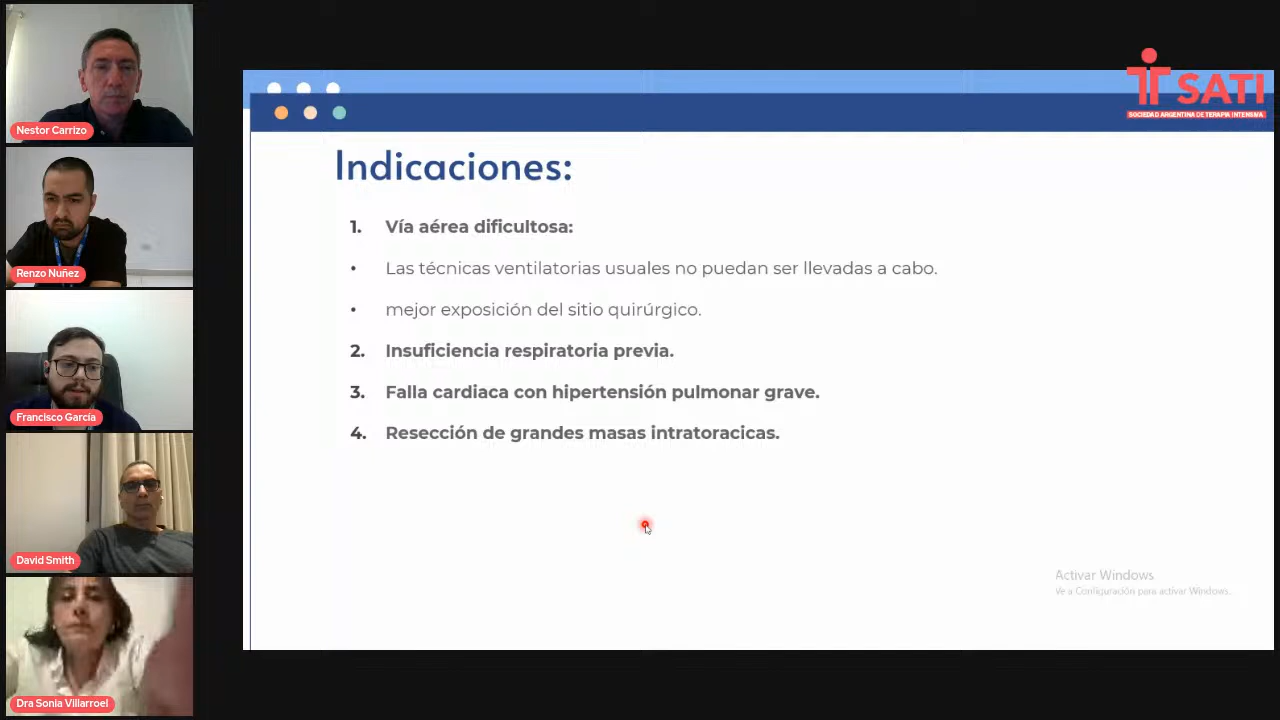 Nestor Carrizo
Renzo Nuñez
Francisco García
David Smith
Dra Sonia Villarroel
SATI
SOCIEDAD ARGENTINA DE TERAPIA INTENSIVA
Indicaciones:
1. Vía aérea dificultosa:
• Las técnicas ventilatorias usuales no puedan ser llevadas a cabo.
• mejor exposición del sitio quirúrgico.
2. Insuficiencia respiratoria previa.
3. Falla cardiaca con hipertensión pulmonar grave.
4. Resección de grandes masas intratoracicas.
Activar Windows
Ve a Configuración para activar Windows.